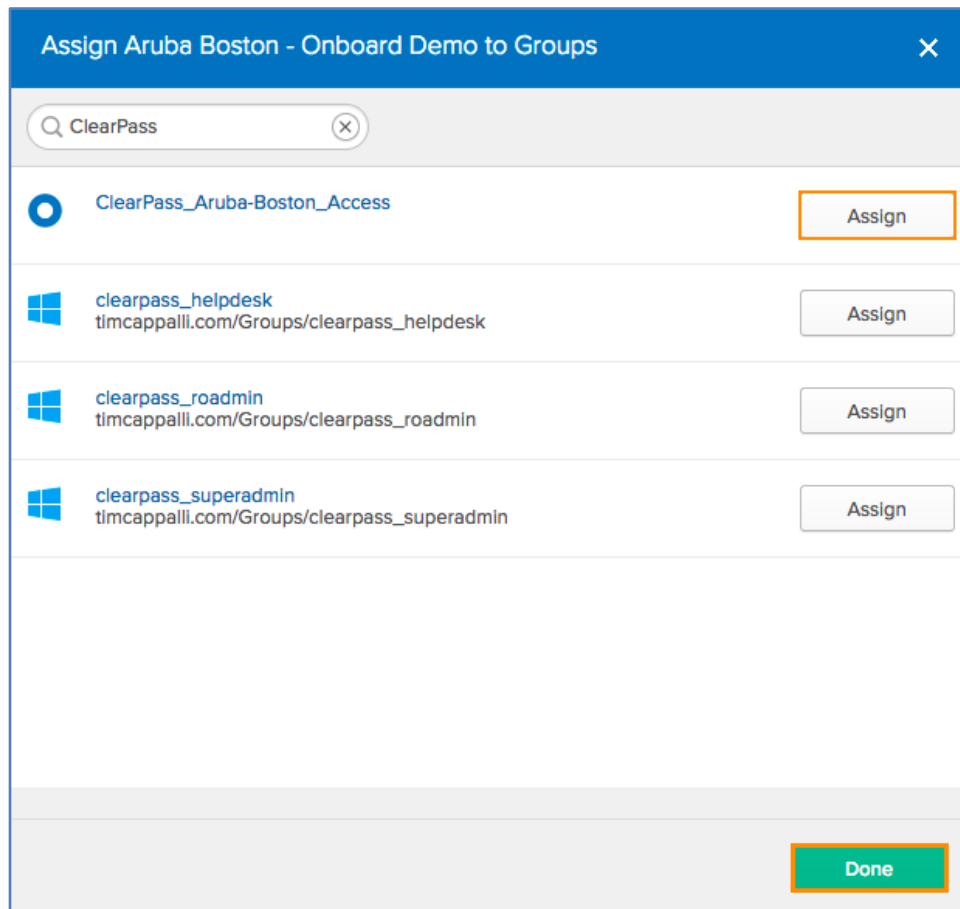 Assign Aruba Boston - Onboard Demo to Groups
ClearPass
ClearPass_Aruba-Boston_Access
Assign
clearpass_helpdesk
timcappalli.com/Groups/clearpass_helpdesk
Assign
clearpass_roadmin
timcappalli.com/Groups/clearpass_roadmin
Assign
clearpass_superadmin
timcappalli.com/Groups/clearpass_superadmin
Assign
Done